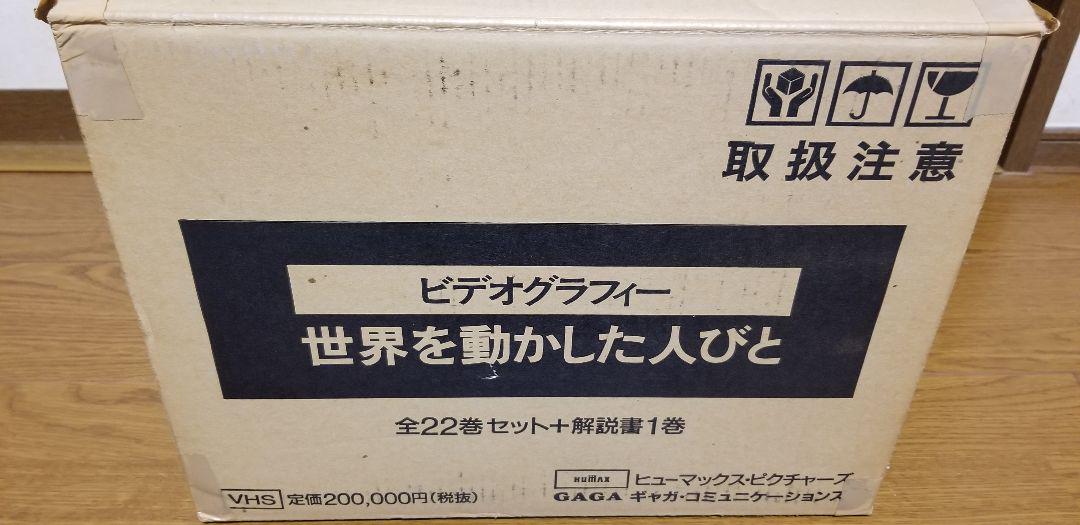 取扱注意
ビデオグラフィー
世界を動かした人びと
全22巻セット+解説書1巻
HUMAX ヒューマックス・ピクチャーズ
VHS 定価200,000円(税抜)
GAGA ギャガ・コミュニケーションズ